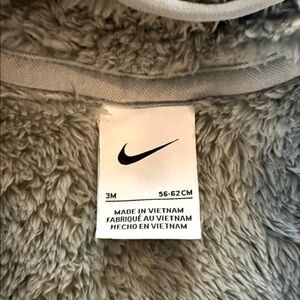 3M 56-62CM
MADE IN VIETNAM
FABRIQUÉ AU VIETNAM
HECHO EN VIETNAM